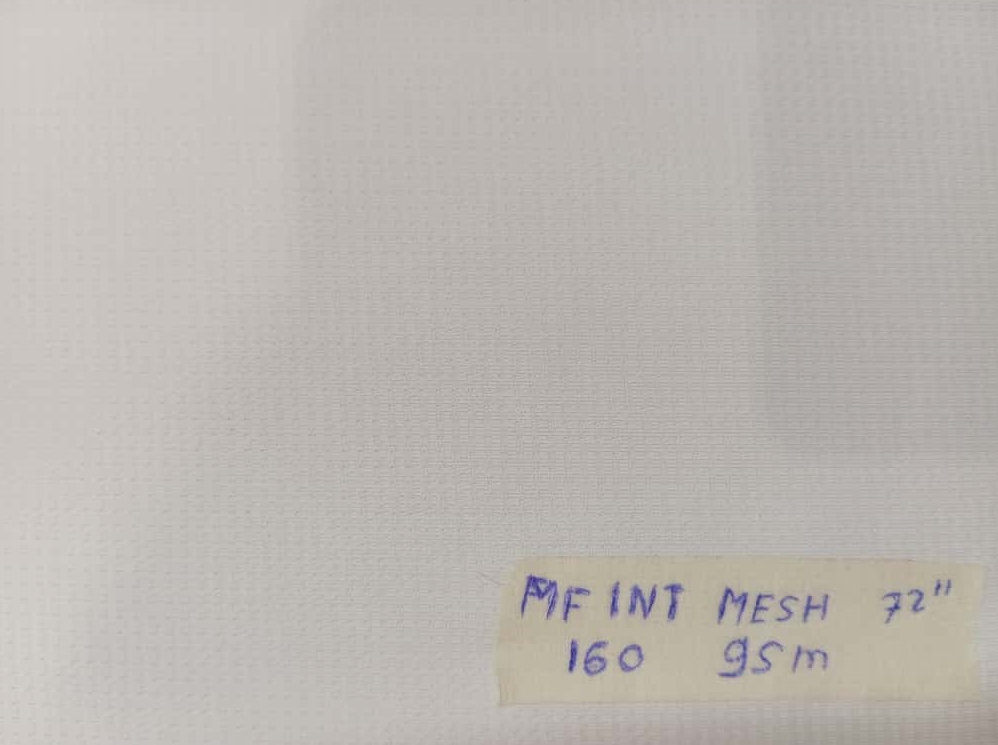 MF INT MESH 72"
160 gsm